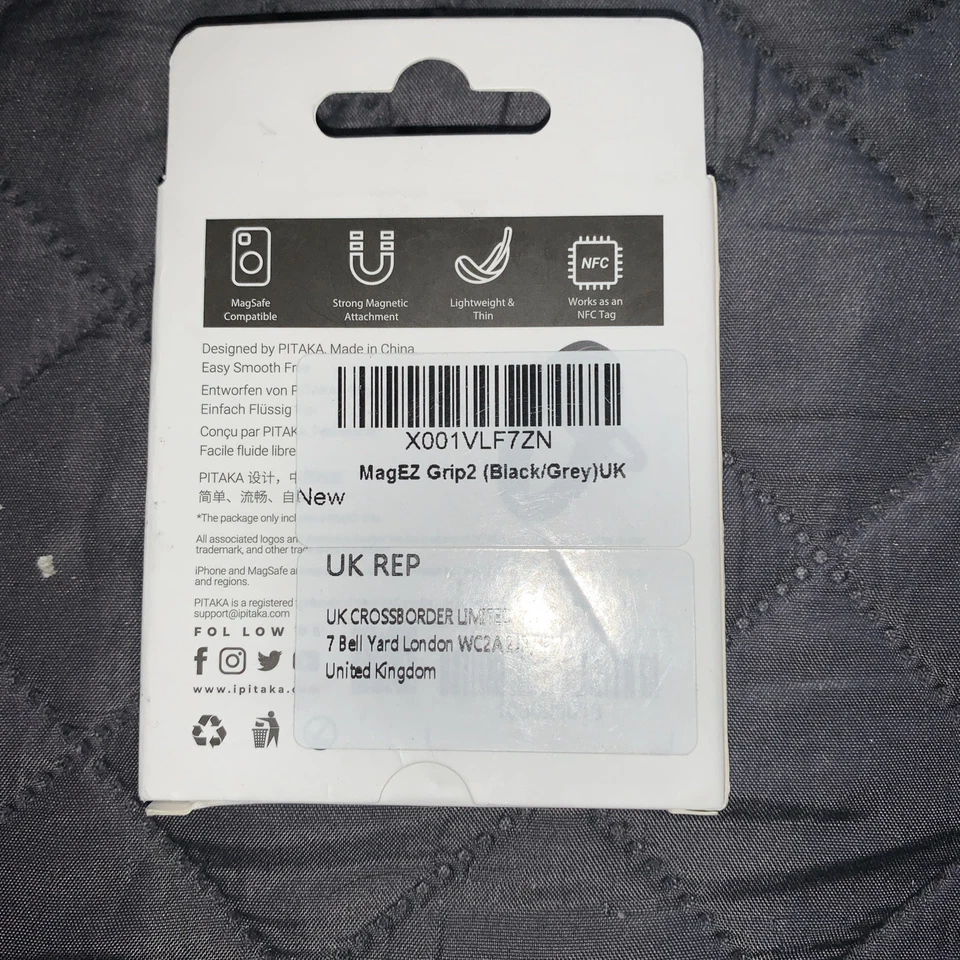 MagSafe
Compatible
Strong Magnetic
Attachment
Lightweight &
Thin
NFC
Works as an
NFC Tag
Designed by PITAKA. Made in China.
Easy Smooth
Entworfen von
Einfach Flüssig
Conçu par PITAK
Facile fluide libre
PITAKA 设计，
简单、流畅、自
*The package only
All associated logos
trademark, and other
iPhone and MagSafe
and regions.
PITAKA is a registered
support@ipitaka.com
FOLLOW
www.ipitaka.c
X001VLF7ZN
MagEZ Grip2 (Black/Grey)UK
New
UK REP
UK CROSSBORDER LIMITED
7 Bell Yard London WC2A
United Kingdom